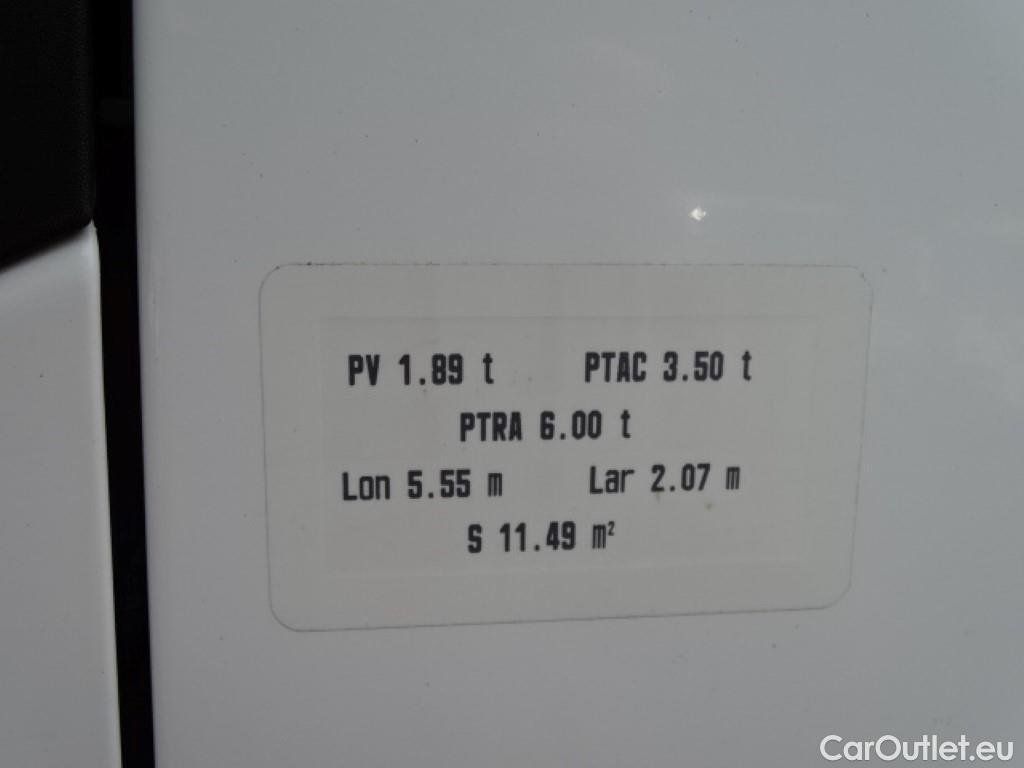 PV 1.89 t PTAC 3.50 t
PTRA 6.00 t
Lon 5.55 m Lar 2.07 m
S 11.49 m²
CarOutlet.eu